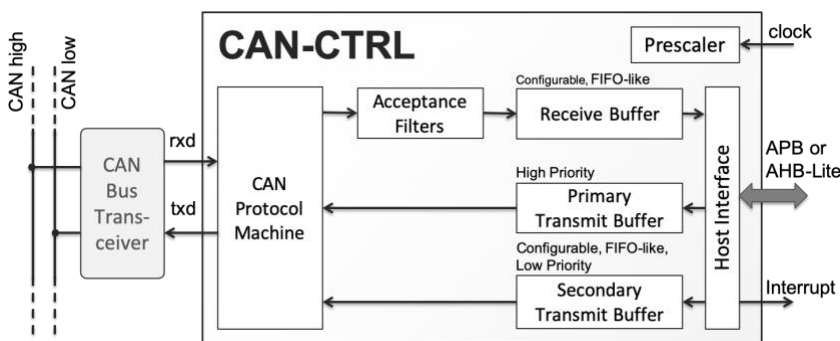 CAN high
CAN low
CAN-CTRL
Prescaler
clock
rxd
txd
CAN
Bus
Trans-
ceiver
CAN
Protocol
Machine
Acceptance
Filters
Configurable, FIFO-like
Receive Buffer
High Priority
Primary
Transmit Buffer
Configurable, FIFO-like,
Low Priority
Secondary
Transmit Buffer
Host Interface
APB or
AHB-Lite
Interrupt